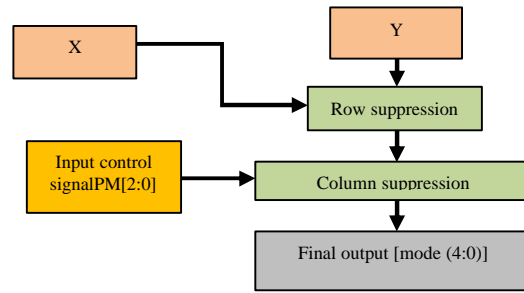 X
Y
Row suppression
Input control
signalPM[2:0]
Column suppression
Final output [mode (4:0)]